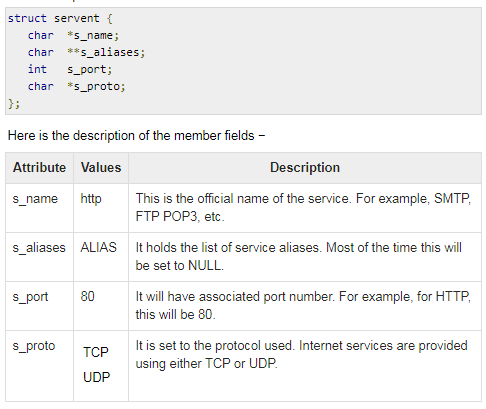 struct servent {
char *s_name;
char **s_aliases;
int s_port;
char *s_proto;
};
Here is the description of the member fields −
Attribute Values Description
s_name http This is the official name of the service. For example, SMTP,
FTP POP3, etc.
s_aliases ALIAS It holds the list of service aliases. Most of the time this will
be set to NULL.
s_port 80 It will have associated port number. For example, for HTTP,
this will be 80.
s_proto TCP It is set to the protocol used. Internet services are provided
UDP using either TCP or UDP.